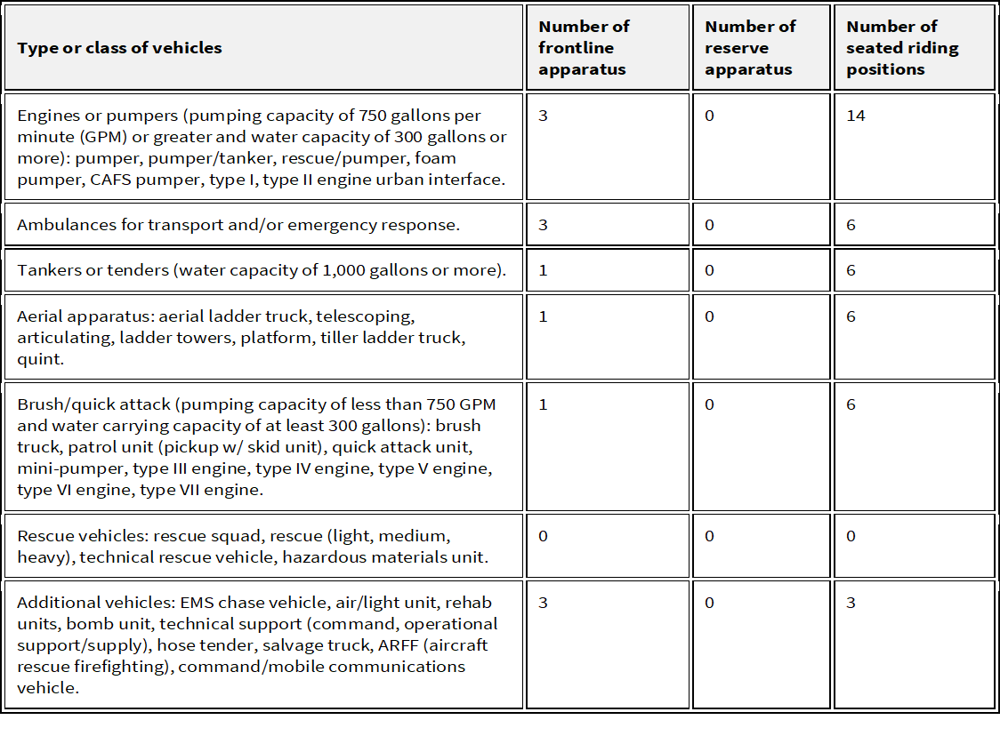 Type or class of vehicles
Number of
frontline
apparatus
Number of
reserve
apparatus
Number of
seated riding
positions
Engines or pumpers (pumping capacity of 750 gallons per
minute (GPM) or greater and water capacity of 300 gallons or
more): pumper, pumper/tanker, rescue/pumper, foam
pumper, CAFS pumper, type I, type II engine urban interface.
3
0
14
Ambulances for transport and/or emergency response.
3
0
6
Tankers or tenders (water capacity of 1,000 gallons or more).
1
0
6
Aerial apparatus: aerial ladder truck, telescoping,
articulating, ladder towers, platform, tiller ladder truck,
quint.
1
0
6
Brush/quick attack (pumping capacity of less than 750 GPM
and water carrying capacity of at least 300 gallons): brush
truck, patrol unit (pickup w/ skid unit), quick attack unit,
mini-pumper, type III engine, type IV engine, type V engine,
type VI engine, type VII engine.
1
0
6
Rescue vehicles: rescue squad, rescue (light, medium,
heavy), technical rescue vehicle, hazardous materials unit.
0
0
0
Additional vehicles: EMS chase vehicle, air/light unit, rehab
units, bomb unit, technical support (command, operational
support/supply), hose tender, salvage truck, ARFF (aircraft
rescue firefighting), command/mobile communications
vehicle.
3
0
3